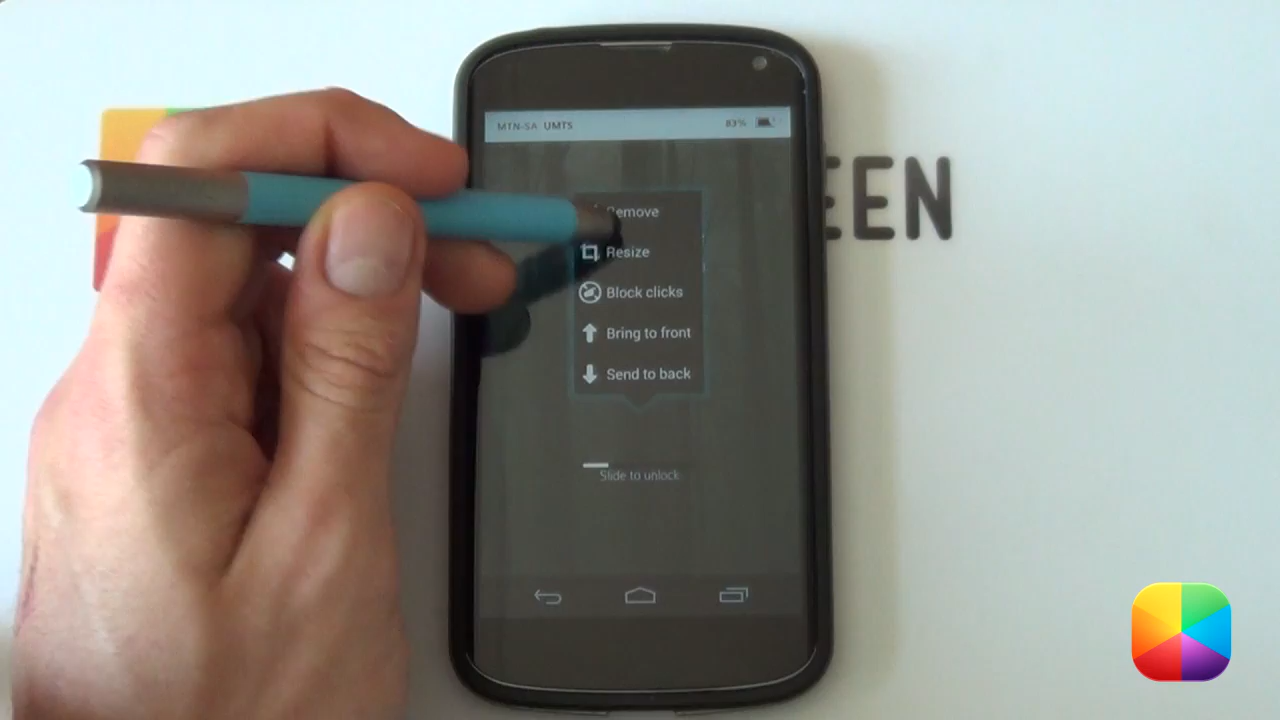 MTN-SA UMTS
83%
EEN
Remove
Resize
Block clicks
Bring to front
Send to back
Slide to unlock